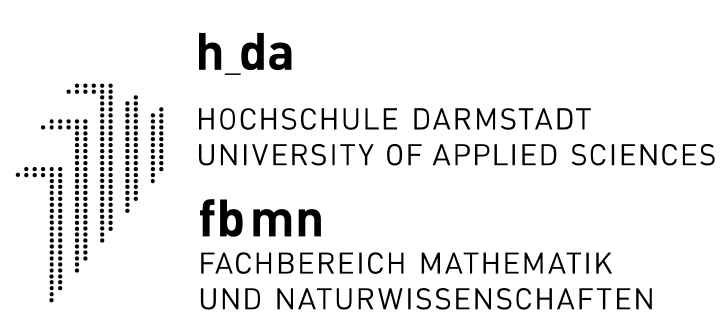 h_da
HOCHSCHULE DARMSTADT
UNIVERSITY OF APPLIED SCIENCES
fbmn
FACHBEREICH MATHEMATIK
UND NATURWISSENSCHAFTEN